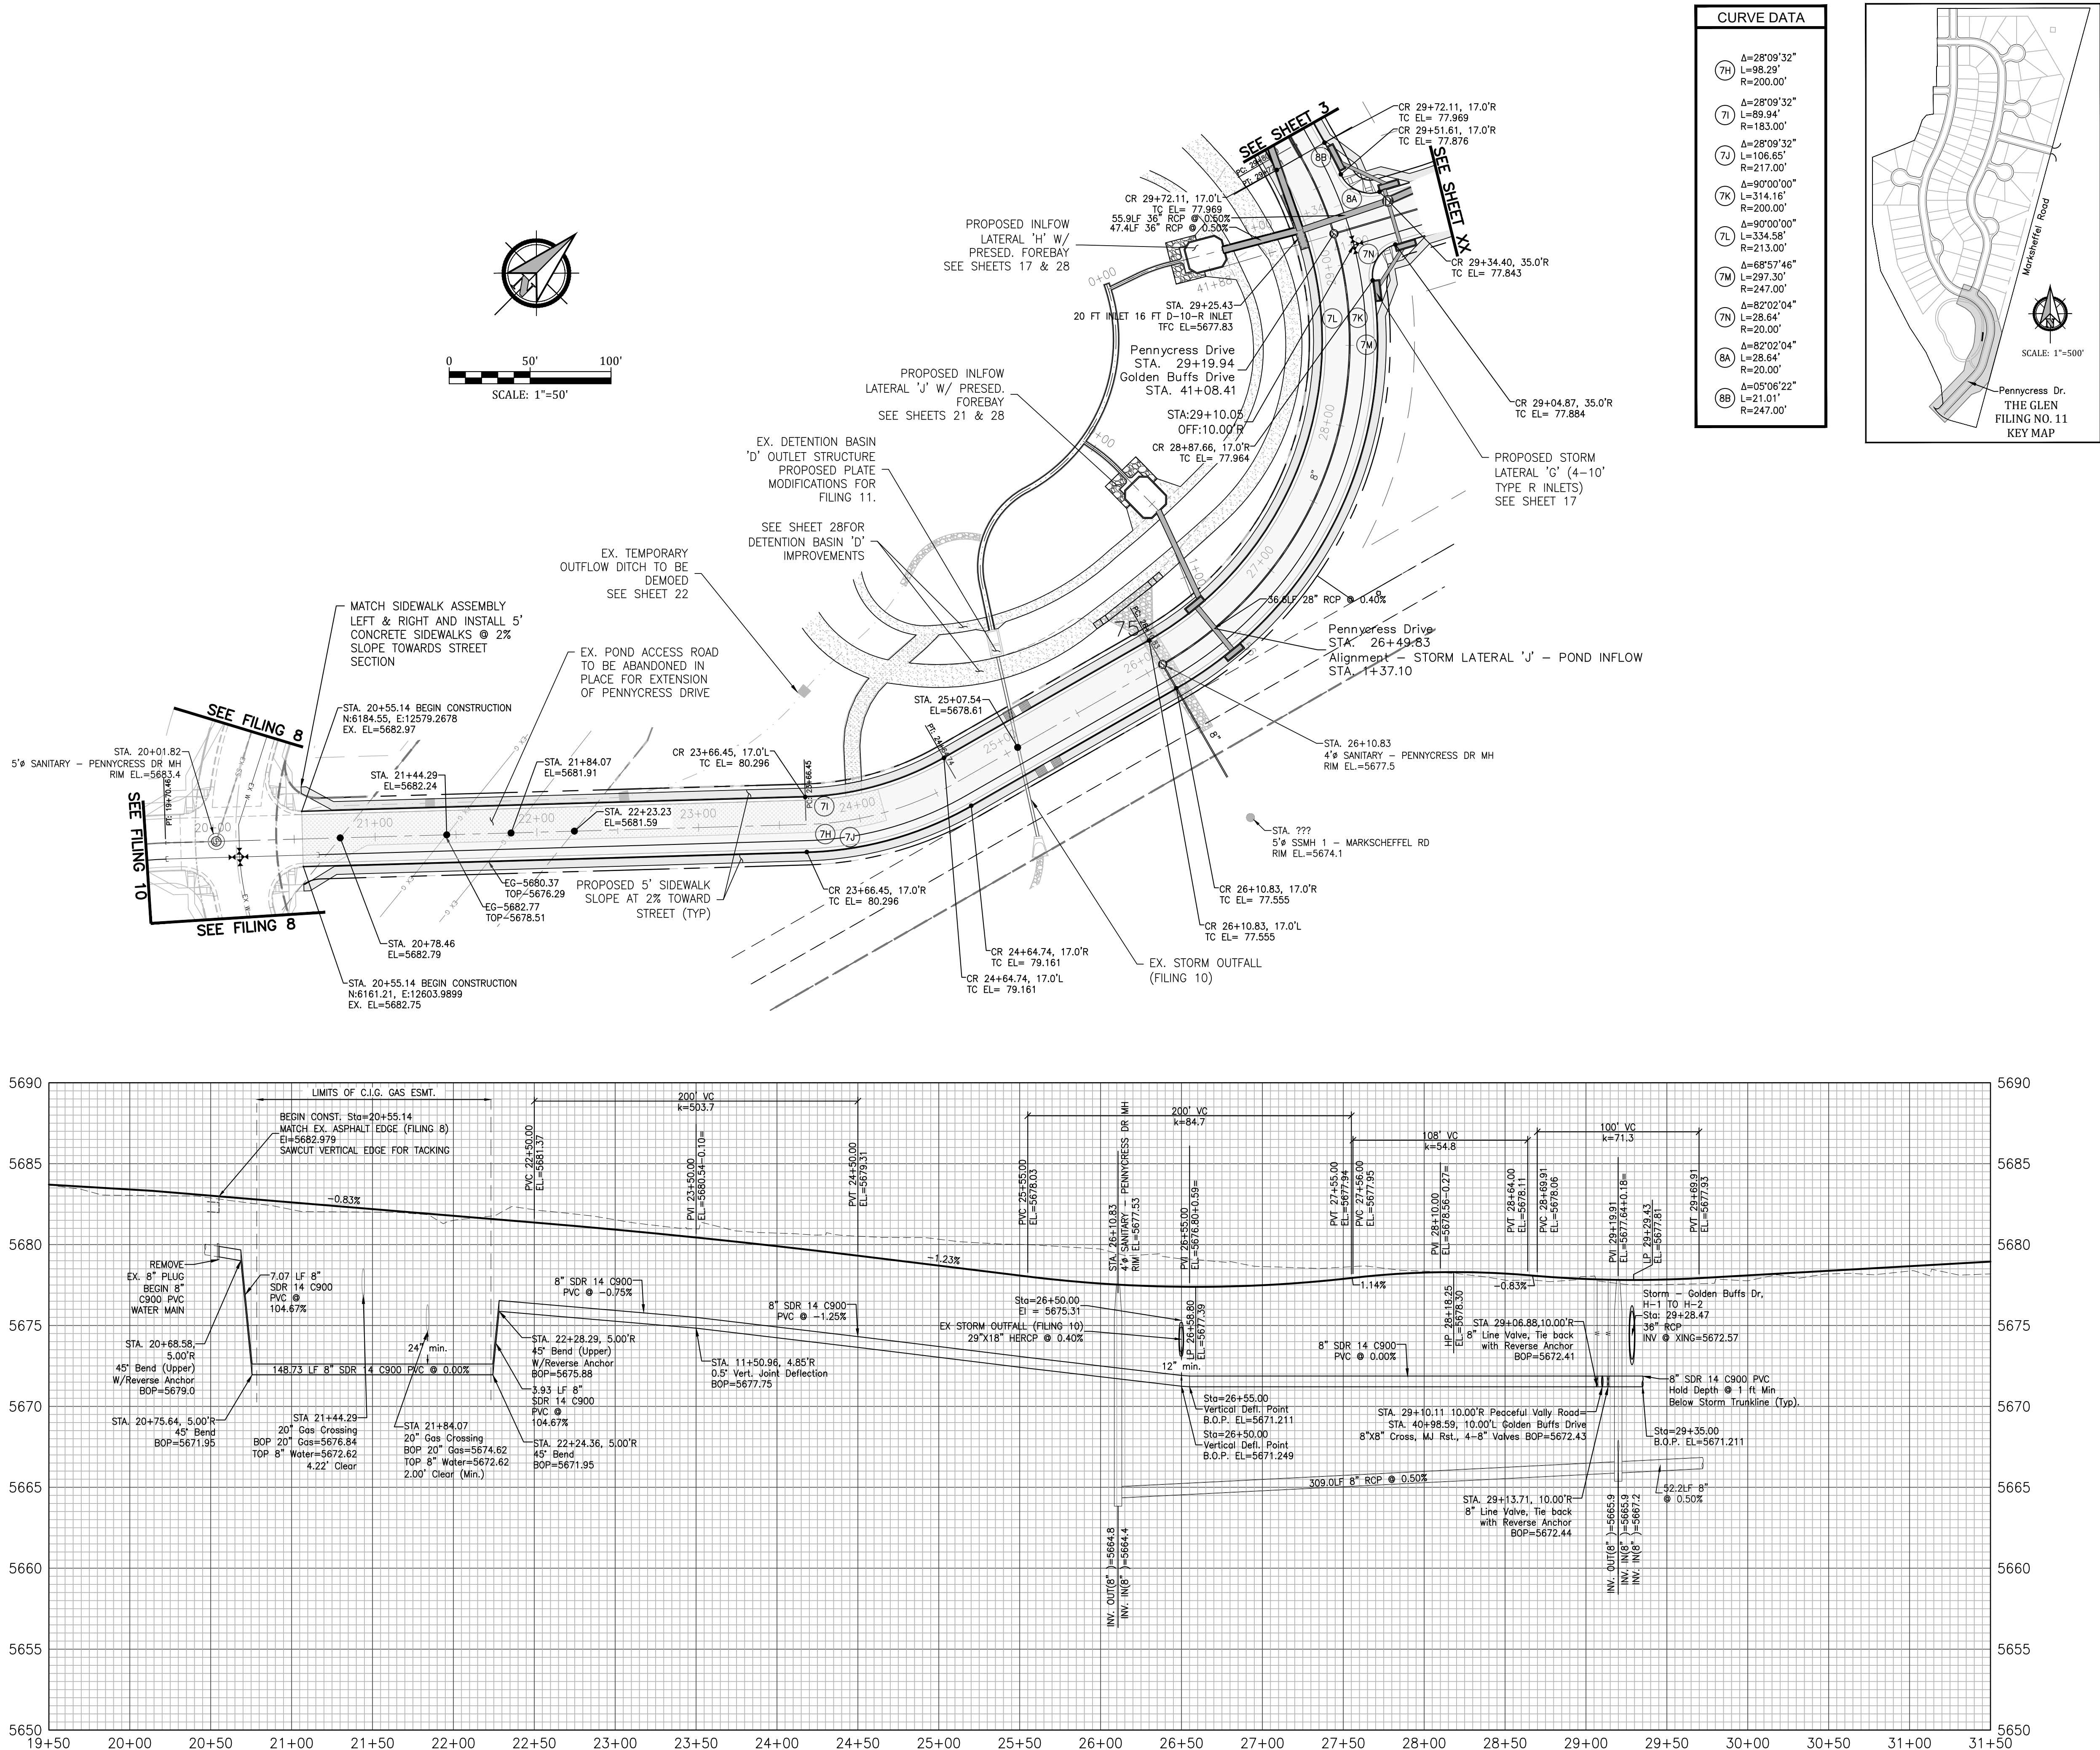 CURVE DATA
7H
Δ=28°09'32"
L=98.29'
R=200.00'
7I
Δ=28°09'32"
L=89.94'
R=183.00'
7J
Δ=28°09'32"
L=106.65'
R=217.00'
7K
Δ=90°00'00"
L=314.16'
R=200.00'
7L
Δ=90°00'00"
L=334.58'
R=213.00'
7M
Δ=68°57'46"
L=297.30'
R=247.00'
7N
Δ=82°02'04"
L=28.64'
R=20.00'
8A
Δ=82°02'04"
L=28.64'
R=20.00'
8B
Δ=05°06'22"
L=21.01'
R=247.00'
Marksheffel Road
N
SCALE: 1"=500'
Pennycress Dr.
THE GLEN
FILING NO. 11
KEY MAP
0 50' 100'
SCALE: 1"=50'
SEE SHEET 3
SEE SHEET XX
CR 29+72.11, 17.0'R
TC EL= 77.969
CR 29+51.61, 17.0'R
TC EL= 77.876
8B
8A
7N
CR 29+72.11, 17.0'L
TC EL= 77.969
55.9LF 36" RCP @ 0.50%
47.4LF 36" RCP @ 0.50%
PROPOSED INLFOW
LATERAL 'H' W/
PRESED. FOREBAY
SEE SHEETS 17 & 28
0+00
41+88
CR 29+34.40, 35.0'R
TC EL= 77.843
STA. 29+25.43
20 FT INLET 16 FT D-10-R INLET
TFC EL=5677.83
7L
7K
7M
Pennycress Drive
STA. 29+19.94
Golden Buffs Drive
STA. 41+08.41
PROPOSED INLFOW
LATERAL 'J' W/ PRESED.
FOREBAY
SEE SHEETS 21 & 28
STA:29+10.05
OFF:10.00'R
28+00
CR 29+04.87, 35.0'R
TC EL= 77.884
CR 28+87.66, 17.0'R
TC EL= 77.964
EX. DETENTION BASIN
'D' OUTLET STRUCTURE
PROPOSED PLATE
MODIFICATIONS FOR
FILING 11.
PROPOSED STORM
LATERAL 'G' (4-10'
TYPE R INLETS)
SEE SHEET 17
8"
SEE SHEET 28FOR
DETENTION BASIN 'D'
IMPROVEMENTS
27+00
1+00
EX. TEMPORARY
OUTFLOW DITCH TO BE
DEMOED
SEE SHEET 22
36.6LF 28" RCP @ 0.40%
MATCH SIDEWALK ASSEMBLY
LEFT & RIGHT AND INSTALL 5'
CONCRETE SIDEWALKS @ 2%
SLOPE TOWARDS STREET
SECTION
Pennycress Drive
STA. 26+49.83
Alignment - STORM LATERAL 'J' - POND INFLOW
STA. 1+37.10
EX. POND ACCESS ROAD
TO BE ABANDONED IN
PLACE FOR EXTENSION
OF PENNYCRESS DRIVE
SEE FILING 8
STA. 20+55.14 BEGIN CONSTRUCTION
N:6184.55, E:12579.2678
EX. EL=5682.97
STA. 25+07.54
EL=5678.61
8"
STA. 26+10.83
4'ø SANITARY - PENNYCRESS DR MH
RIM EL.=5677.5
STA. 20+01.82
5'ø SANITARY - PENNYCRESS DR MH
RIM EL.=5683.4
PT: 19+70.46
CR 23+66.45, 17.0'L
TC EL= 80.296
STA. 21+84.07
EL=5681.91
STA. 21+44.29
EL=5682.24
STA. 22+23.23
EL=5681.59
PC: 23+66.45
7I
7H
7J
SEE FILING 10
20+00
21+00
22+00
23+00
24+00
STA. ???
5'ø SSMH 1 - MARKSCHEFFEL RD
RIM EL.=5674.1
EG-5680.37
TOP-5676.29
EG-5682.77
TOP-5678.51
PROPOSED 5' SIDEWALK
SLOPE AT 2% TOWARD
STREET (TYP)
CR 23+66.45, 17.0'R
TC EL= 80.296
CR 26+10.83, 17.0'R
TC EL= 77.555
CR 26+10.83, 17.0'L
TC EL= 77.555
SEE FILING 8
STA. 20+78.46
EL=5682.79
STA. 20+55.14 BEGIN CONSTRUCTION
N:6161.21, E:12603.9899
EX. EL=5682.75
CR 24+64.74, 17.0'R
TC EL= 79.161
CR 24+64.74, 17.0'L
TC EL= 79.161
EX. STORM OUTFALL
(FILING 10)
5690
5685
5680
5675
5670
5665
5660
5655
5650
LIMITS OF C.I.G. GAS ESMT.
BEGIN CONST. Sta=20+55.14
MATCH EX. ASPHALT EDGE (FILING 8)
El=5682.979
SAWCUT VERTICAL EDGE FOR TACKING
-0.83%
PVC 22+50.00
EL.=5681.37
200' VC
k=503.7
PVI 23+50.00
EL.=5680.54-0.10=
PVT 24+50.00
EL.=5679.31
-1.23%
PVC 25+55.00
EL.=5678.03
200' VC
k=84.7
STA. 26+10.83
4'ø SANITARY - PENNYCRESS DR MH
RIM EL=5677.53
PVI 26+55.00
EL.=5676.80+0.59=
PVT 27+55.00
EL.=5677.94
PVC 27+56.00
EL.=5677.95
108' VC
k=54.8
-1.14%
PVI 28+10.00
EL.=5678.56-0.27=
PVT 28+64.00
EL.=5678.11
-0.83%
PVC 28+69.91
EL.=5678.06
100' VC
k=71.3
PVI 29+19.91
EL.=5677.64+0.18=
LP 29+29.43
EL.=5677.81
PVT 29+69.91
EL.=5677.93
REMOVE
EX. 8" PLUG
BEGIN 8"
C900 PVC
WATER MAIN
7.07 LF 8"
SDR 14 C900
PVC @
104.67%
STA. 20+68.58,
5.00'R
45° Bend (Upper)
W/Reverse Anchor
BOP=5679.0
148.73 LF 8" SDR 14 C900 PVC @ 0.00%
24" min.
STA. 20+75.64, 5.00'R
45° Bend
BOP=5671.95
STA 21+44.29
20" Gas Crossing
BOP 20" Gas=5676.84
TOP 8" Water=5672.62
4.22' Clear
STA 21+84.07
20" Gas Crossing
BOP 20" Gas=5674.62
TOP 8" Water=5672.62
2.00' Clear (Min.)
8" SDR 14 C900
PVC @ -0.75%
8" SDR 14 C900
PVC @ -1.25%
STA. 22+28.29, 5.00'R
45° Bend (Upper)
W/Reverse Anchor
BOP=5675.88
3.93 LF 8"
SDR 14 C900
PVC @
104.67%
STA. 22+24.36, 5.00'R
45° Bend
BOP=5671.95
STA. 11+50.96, 4.85'R
0.5° Vert. Joint Deflection
BOP=5677.75
Sta=26+50.00
El = 5675.31
EX STORM OUTFALL (FILING 10)
29"X18" HERCP @ 0.40%
LP 26+58.80
EL.=5677.39
12" min.
8" SDR 14 C900
PVC @ 0.00%
HP 28+18.25
EL.=5678.30
STA 29+06.88,10.00'R
8" Line Valve, Tie back
with Reverse Anchor
BOP=5672.41
Storm - Golden Buffs Dr,
H-1 TO H-2
Sta: 29+28.47
36" RCP
INV @ XING=5672.57
Sta=26+55.00
Vertical Defl. Point
B.O.P. EL=5671.211
Sta=26+50.00
Vertical Defl. Point
B.O.P. EL=5671.249
STA. 29+10.11 10.00'R Peaceful Vally Road=
STA. 40+98.59, 10.00'L Golden Buffs Drive
8"X8" Cross, MJ Rst., 4-8" Valves BOP=5672.43
8" SDR 14 C900 PVC
Hold Depth @ 1 ft Min
Below Storm Trunkline (Typ).
Sta=29+35.00
B.O.P. EL=5671.211
309.0LF 8" RCP @ 0.50%
52.2LF 8"
@ 0.50%
STA. 29+13.71, 10.00'R
8" Line Valve, Tie back
with Reverse Anchor
BOP=5672.44
INV. OUT(8" )=5664.8
INV. IN(8" )=5664.4
INV. OUT(8" )=5665.9
INV. IN(8" )=5665.9
INV. IN(8" )=5667.2
5690
5685
5680
5675
5670
5665
5660
5655
5650
19+50 20+00 20+50 21+00 21+50 22+00 22+50 23+00 23+50 24+00 24+50 25+00 25+50 26+00 26+50 27+00 27+50 28+00 28+50 29+00 29+50 30+00 30+50 31+00 31+50